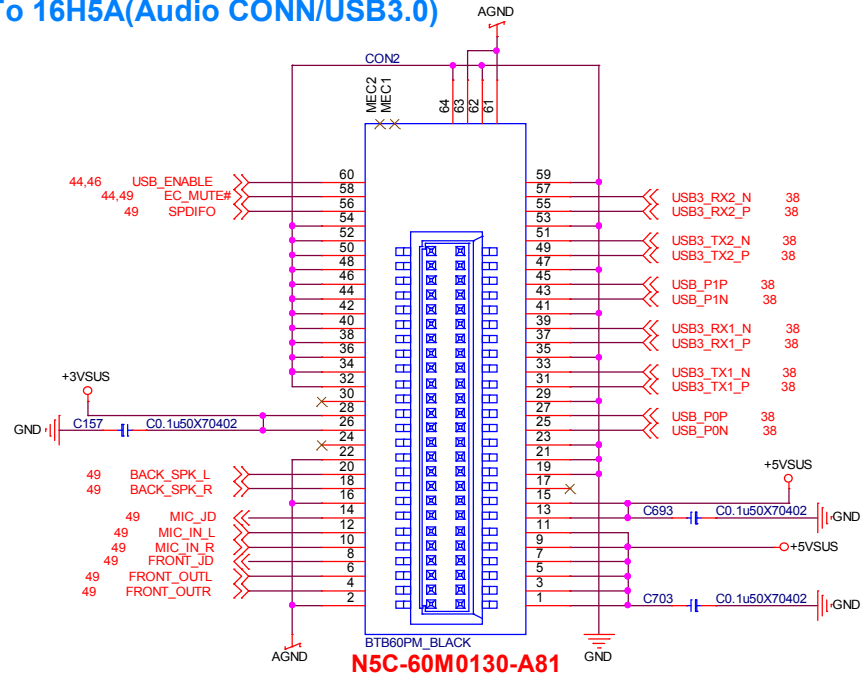 To 16H5A(Audio CONN/USB3.0)
AGND
CON2
MEC2
MEC1
64
63
62
61
44,46 USB_ENABLE 60 59
44,49 EC_MUTE# 58 57 USB3_RX2_N 38
49 SPDIFO 56 55 USB3_RX2_P 38
54 53
52 51 USB3_TX2_N 38
50 49 USB3_TX2_P 38
48 47
46 45 USB_P1P 38
44 43 USB_P1N 38
42 41
40 39 USB3_RX1_N 38
38 37 USB3_RX1_P 38
36 35
34 33 USB3_TX1_N 38
32 31 USB3_TX1_P 38
+3VSUS
30 29
28 27 USB_P0P 38
GND C157 C0.1u50X70402 26 25 USB_P0N 38
24 23
22 21
49 BACK_SPK_L 20 19
49 BACK_SPK_R 18 17
+5VSUS
16 15
49 MIC_JD 14 13 C693 C0.1u50X70402 GND
49 MIC_IN_L 12 11
49 MIC_IN_R 10 9 +5VSUS
49 FRONT_JD 8 7
49 FRONT_OUTL 6 5
49 FRONT_OUTR 4 3
2 1 C703 C0.1u50X70402 GND
BTB60PM_BLACK
AGND
GND
N5C-60M0130-A81